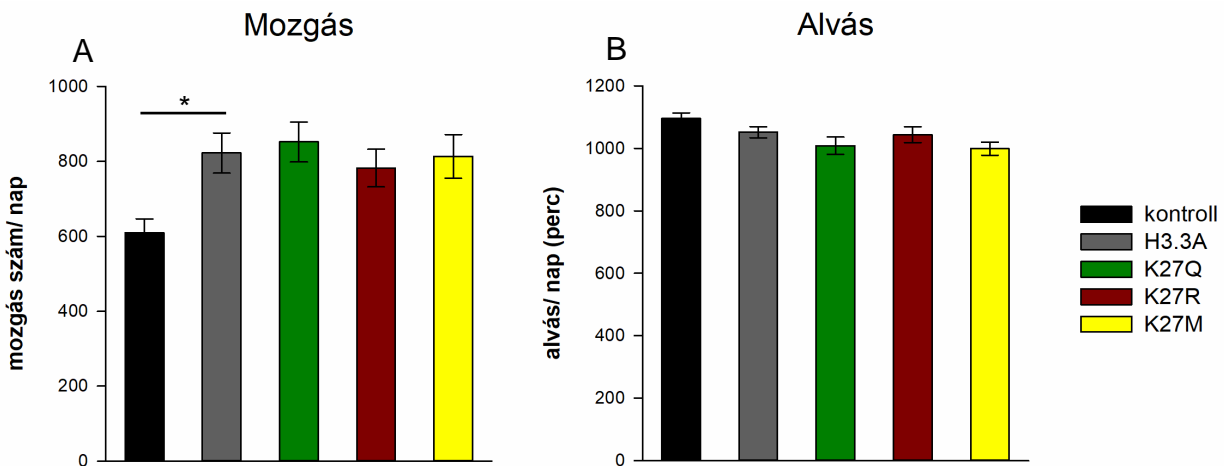 Mozgás
Alvás
A
B
*
1000
800
600
400
200
0
mozgás szám/ nap
1200
1000
800
600
400
200
0
alvás/ nap (perc)
kontroll
H3.3A
K27Q
K27R
K27M